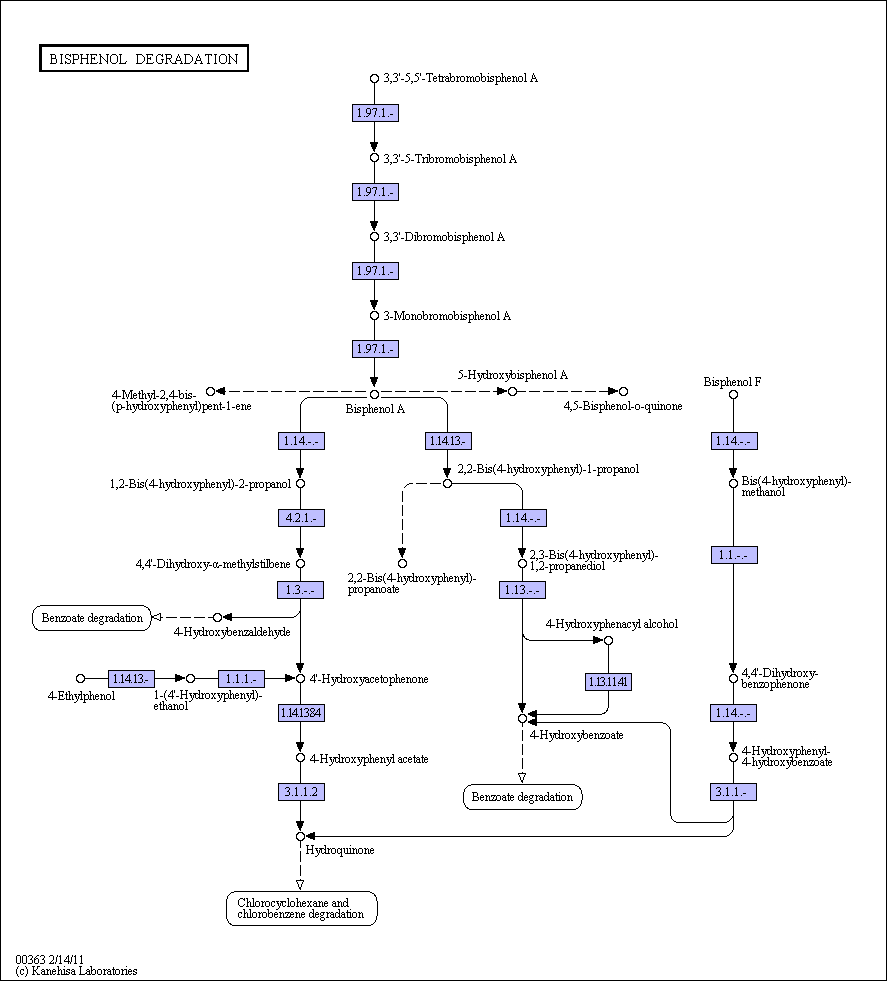 BISPHENOL DEGRADATION
3,3'-5,5'-Tetrabromobisphenol A
1.97.1.-
3,3'-5-Tribromobisphenol A
1.97.1.-
3,3'-Dibromobisphenol A
1.97.1.-
3-Monobromobisphenol A
1.97.1.-
5-Hydroxybisphenol A
Bisphenol F
4-Methyl-2,4-bis-
(p-hydroxyphenyl)pent-1-ene
Bisphenol A
4,5-Bisphenol-o-quinone
1.14.-.-
1.14.13.-
1.14.-.-
2,2-Bis(4-hydroxyphenyl)-1-propanol
1,2-Bis(4-hydroxyphenyl)-2-propanol
Bis(4-hydroxyphenyl)-
methanol
4.2.1.-
1.14.-.-
1.1.-.-
4,4'-Dihydroxy-α-methylstilbene
2,3-Bis(4-hydroxyphenyl)-
1,2-propanediol
2,2-Bis(4-hydroxyphenyl)-
propanoate
1.3.-.-
1.13.-.-
Benzoate degradation
4-Hydroxybenzaldehyde
4-Hydroxyphenacyl alcohol
4-Ethylphenol
1.14.13.-
1-(4'-Hydroxyphenyl)-
ethanol
1.1.1.-
4'-Hydroxyacetophenone
1.13.11.41
4,4'-Dihydroxy-
benzophenone
1.14.13.84
1.14.-.-
4-Hydroxybenzoate
4-Hydroxyphenyl acetate
4-Hydroxyphenyl-
4-hydroxybenzoate
3.1.1.2
Benzoate degradation
3.1.1.-
Hydroquinone
Chlorocyclohexane and
chlorobenzene degradation
00363 2/14/11
(c) Kanehisa Laboratories